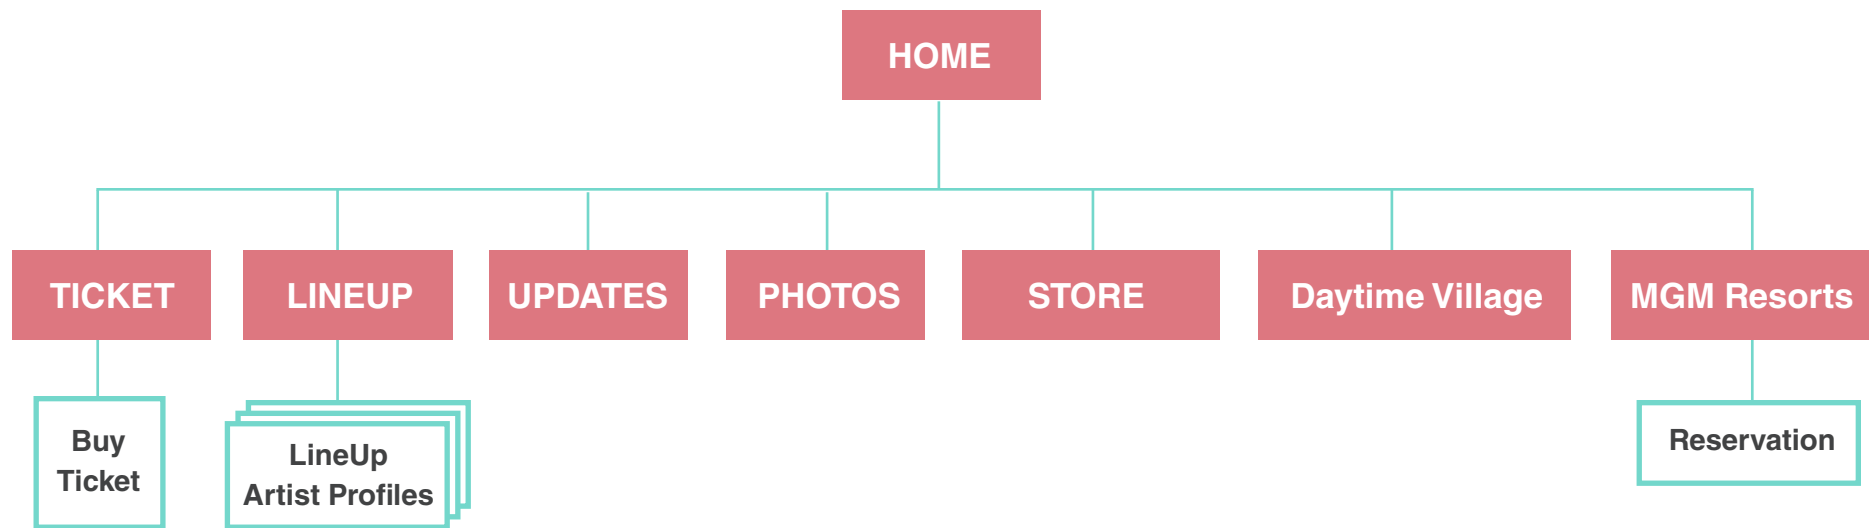 HOME
TICKET
LINEUP
UPDATES
PHOTOS
STORE
Daytime Village
MGM Resorts
Buy
Ticket
LineUp
Artist Profiles
Reservation